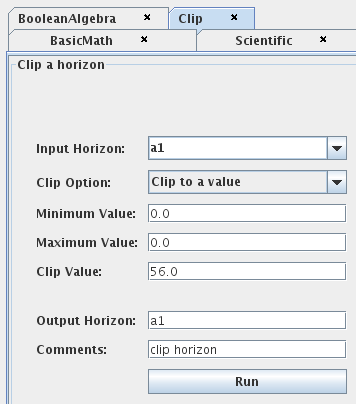 BooleanAlgebra × Clip ×
BasicMath × Scientific ×
Clip a horizon
Input Horizon: a1
Clip Option: Clip to a value
Minimum Value: 0.0
Maximum Value: 0.0
Clip Value: 56.0
Output Horizon: a1
Comments: clip horizon
Run